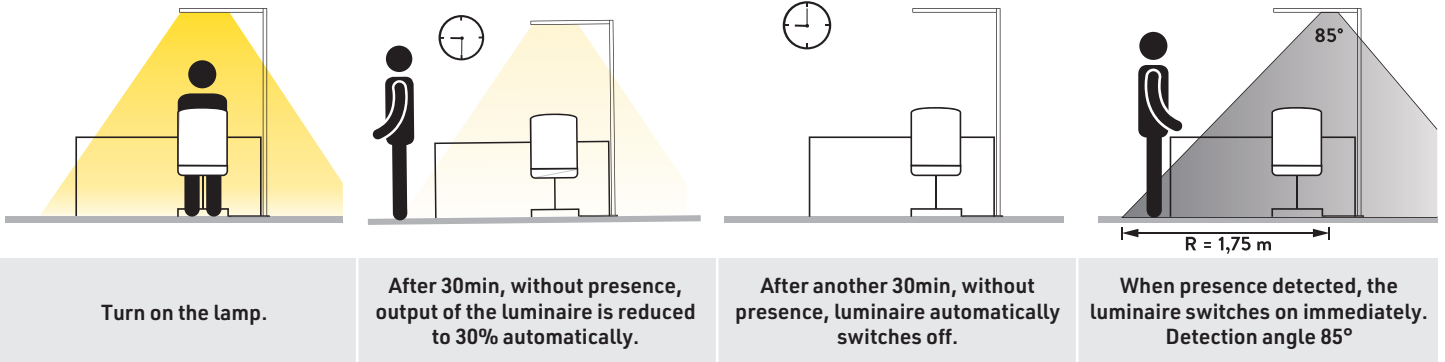 85°
R = 1,75 m
Turn on the lamp.
After 30min, without presence,
output of the luminaire is reduced
to 30% automatically.
After another 30min, without
presence, luminaire automatically
switches off.
When presence detected, the
luminaire switches on immediately.
Detection angle 85°